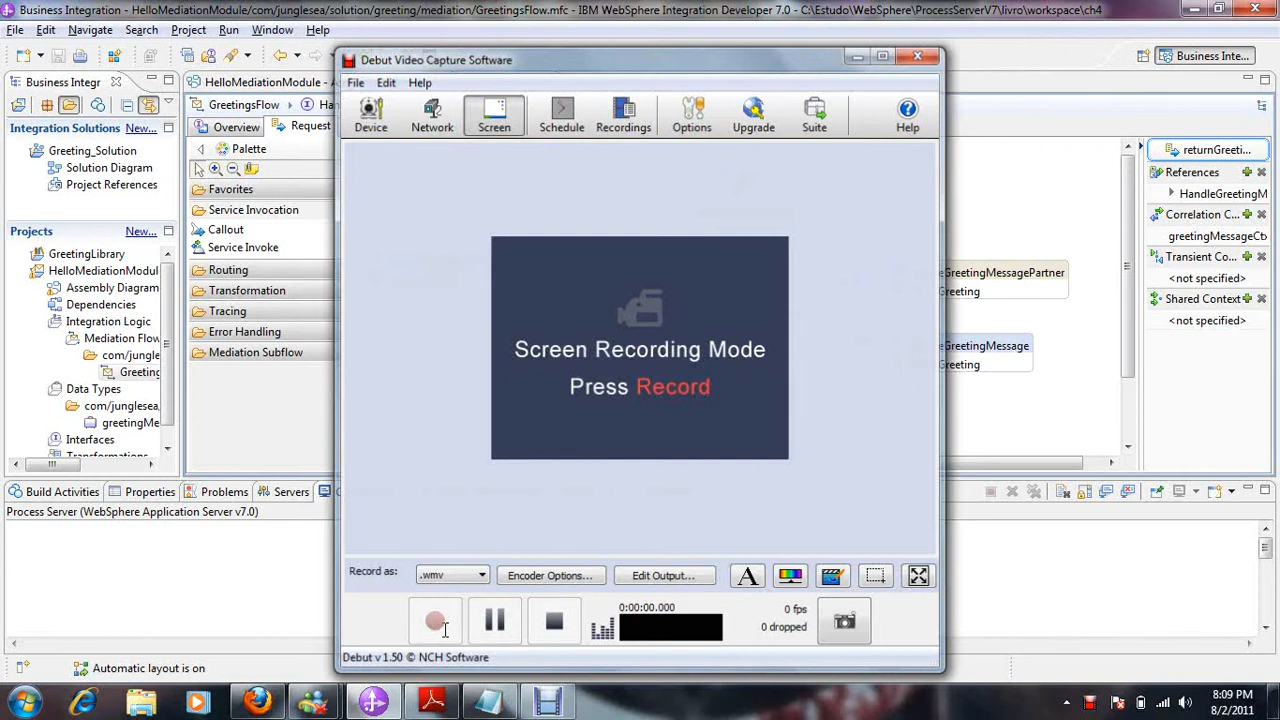 Business Integration - HelloMediationModule/com/junglesea/solution/greeting/mediation/GreetingsFlow.mfc - IBM WebSphere Integration Developer 7.0 - C:\Estudo\WebSphere\ProcessServerV7\livro\workspace\ch4
File Edit Navigate Search Project Run Window Help
Business Inte...
Business Integr
HelloMediationModule - A
Integration Solutions New...
Greeting_Solution
Solution Diagram
Project References
Projects New...
GreetingLibrary
HelloMediationModul
Assembly Diagram
Dependencies
Integration Logic
Mediation Flow
com/jungles
Greeting
Data Types
com/jungles
greetingMe
Interfaces
GreetingsFlow
Overview
Request
Palette
Favorites
Service Invocation
Callout
Service Invoke
Routing
Transformation
Tracing
Error Handling
Mediation Subflow
Debut Video Capture Software
File Edit Help
Device Network Screen Schedule Recordings Options Upgrade Suite Help
Screen Recording Mode
Press Record
Record as: .wmv Encoder Options... Edit Output...
0:00:00.000
0 fps
0 dropped
Debut v 1.50 © NCH Software
eGreetingMessagePartner
Greeting
eGreetingMessage
Greeting
returnGreeti...
References
HandleGreetingM
Correlation C...
greetingMessageCt
Transient Co...
<not specified>
Shared Context
<not specified>
Build Activities Properties Problems Servers
Process Server (WebSphere Application Server v7.0)
Automatic layout is on
8:09 PM
8/2/2011